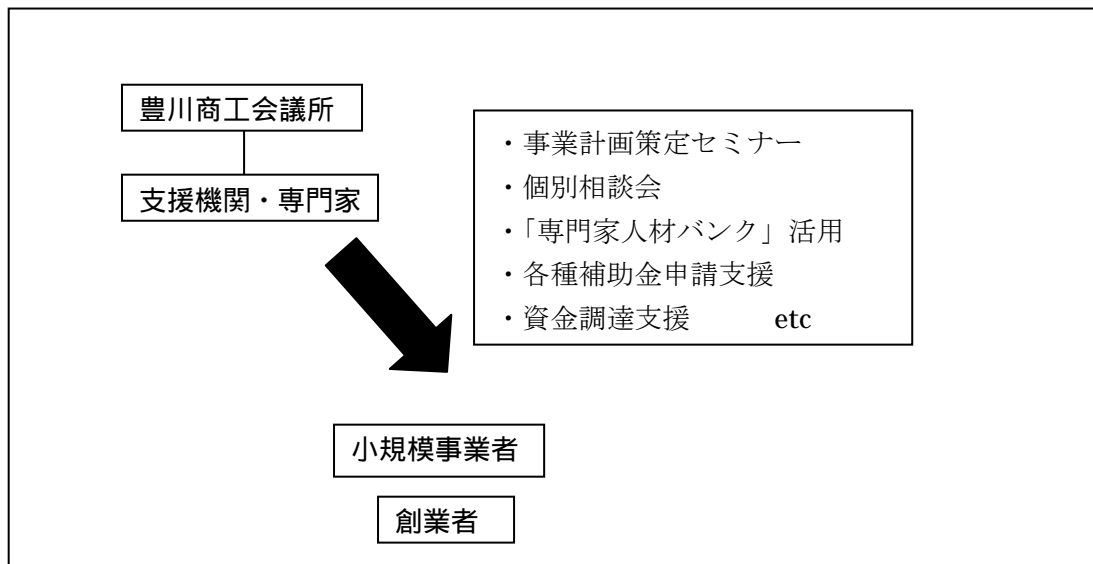 豊川商工会議所
支援機関・専門家
・事業計画策定セミナー
・個別相談会
・「専門家人材バンク」活用
・各種補助金申請支援
・資金調達支援　　　etc
小規模事業者
創業者